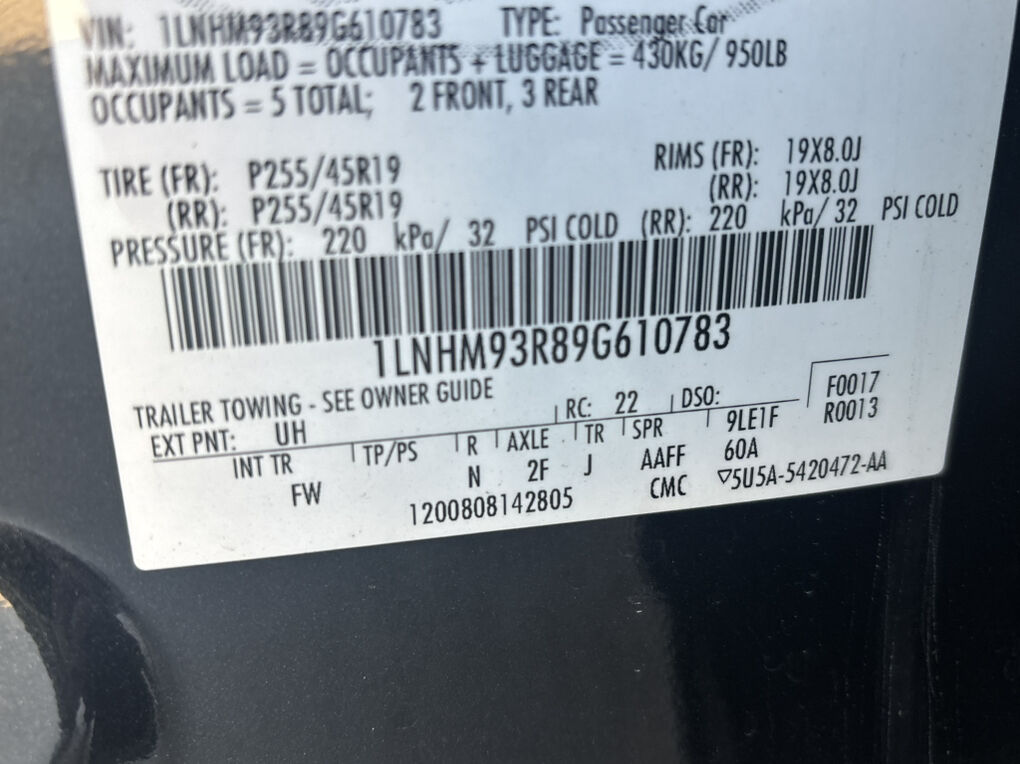 VIN: 1LNHM93R89G610783 TYPE: Passenger Car
MAXIMUM LOAD = OCCUPANTS + LUGGAGE = 430KG/ 950LB
OCCUPANTS = 5 TOTAL; 2 FRONT, 3 REAR
TIRE (FR): P255/45R19 RIMS (FR): 19X8.0J
(RR): P255/45R19 (RR): 19X8.0J
PRESSURE (FR): 220 kPa/ 32 PSI COLD (RR): 220 kPa/ 32 PSI COLD
1LNHM93R89G610783
TRAILER TOWING - SEE OWNER GUIDE
EXT PNT: UH RC: 22 DSO: F0017
R0013
INT TR TP/PS R AXLE TR SPR 9LE1F
FW N 2F J AAFF 60A
1200808142805 CMC ▽5U5A-5420472-AA